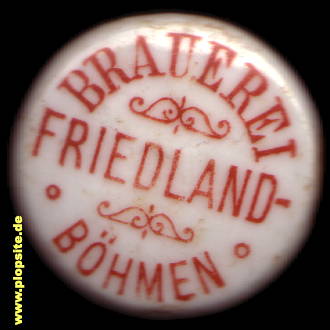 BRAUEREI
FRIEDLAND-
BÖHMEN
www.plopsite.de